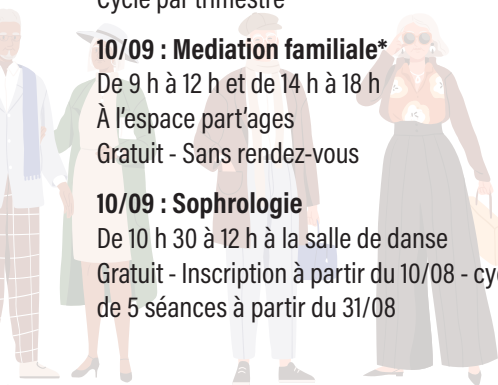 Cycle par trimestre
10/09 : Mediation familiale*
De 9 h à 12 h et de 14 h à 18 h
À l'espace part'ages
Gratuit - Sans rendez-vous
10/09 : Sophrologie
De 10 h 30 à 12 h à la salle de danse
Gratuit - Inscription à partir du 10/08 -
de 5 séances à partir du 31/08